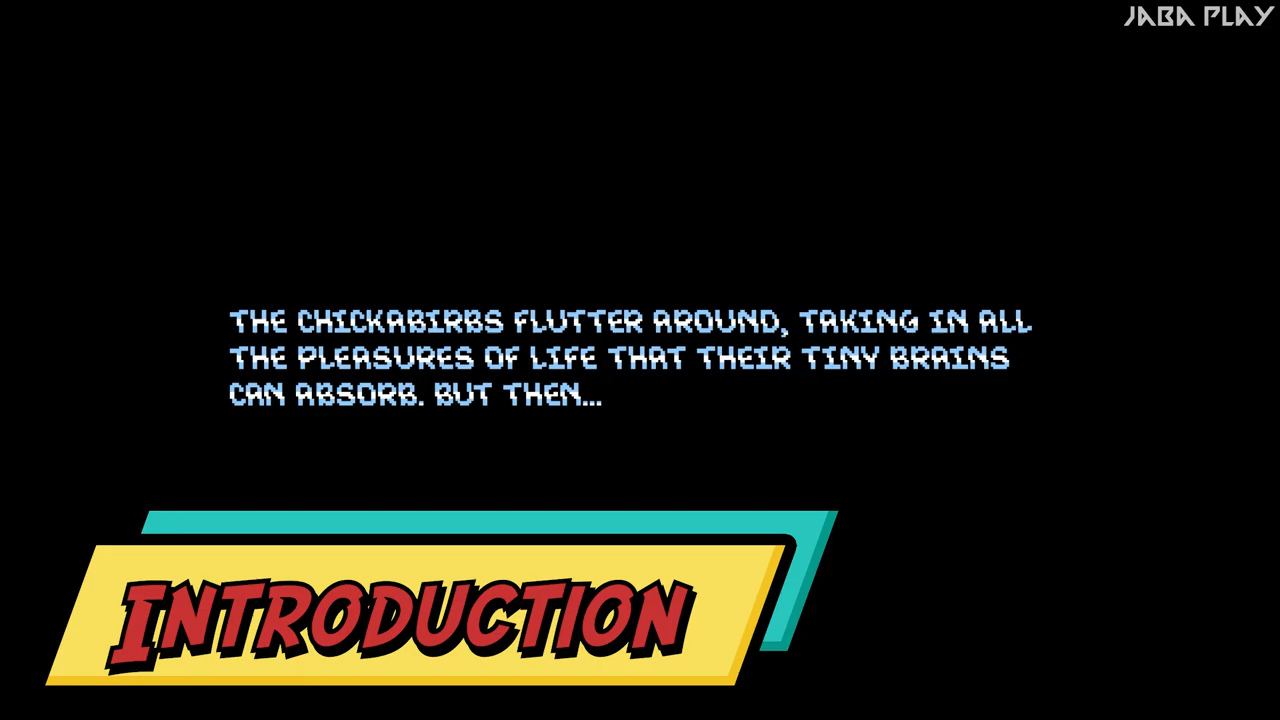 JABA PLAY
THE CHICKABIRBS FLUTTER AROUND, TAKING IN ALL
THE PLEASURES OF LIFE THAT THEIR TINY BRAINS
CAN ABSORB. BUT THEN...
INTRODUCTION